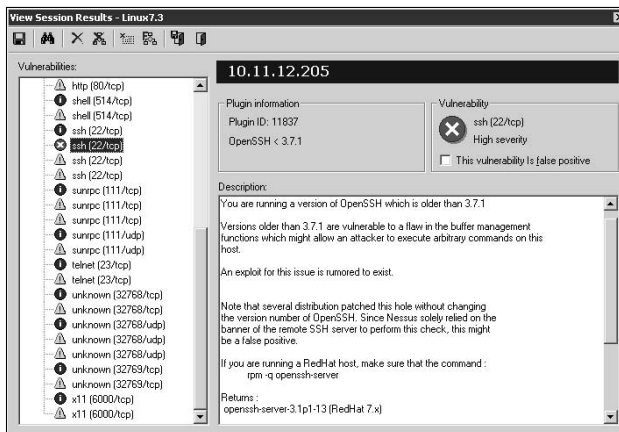 View Session Results - Linux7.3
Vulnerabilities:
http (80/tcp)
shell (514/tcp)
shell (514/tcp)
ssh (22/tcp)
ssh (22/tcp)
ssh (22/tcp)
ssh (22/tcp)
sunrpc (111/tcp)
sunrpc (111/tcp)
sunrpc (111/tcp)
sunrpc (111/udp)
sunrpc (111/udp)
telnet (23/tcp)
telnet (23/tcp)
unknown (32768/tcp)
unknown (32768/udp)
unknown (32768/udp)
unknown (32768/udp)
unknown (32769/tcp)
unknown (32769/tcp)
x11 (6000/tcp)
x11 (6000/tcp)
10.11.12.205
Plugin information
Plugin ID: 11837
OpenSSH < 3.7.1
Vulnerability
ssh (22/tcp)
High severity
This vulnerability Is false positive
Description:
You are running a version of OpenSSH which is older than 3.7.1
Versions older than 3.7.1 are vulnerable to a flaw in the buffer management
functions which might allow an attacker to execute arbitrary commands on this
host.
An exploit for this issue is rumored to exist.
Note that several distribution patched this hole without changing
the version number of OpenSSH. Since Nessus solely relied on the
banner of the remote SSH server to perform this check, this might
be a false positive.
If you are running a RedHat host, make sure that the command :
rpm -q openssh-server
Returns :
openssh-server-3.1p1-13 (RedHat 7.x)